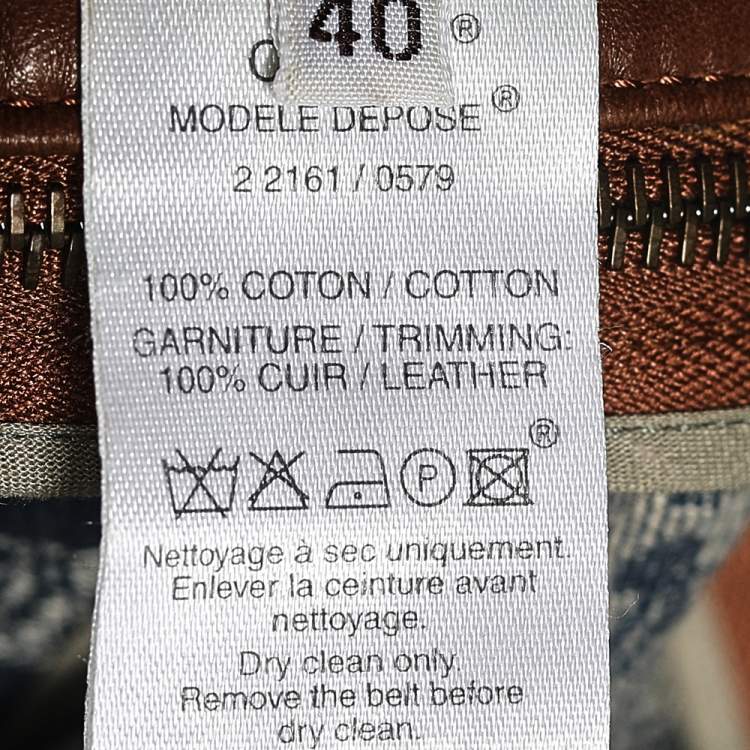 40 ®
MODELE DEPOSE ®
2 2161 / 0579
100% COTON / COTTON
GARNITURE / TRIMMING:
100% CUIR / LEATHER
P
®
Nettoyage à sec uniquement.
Enlever la ceinture avant
nettoyage.
Dry clean only.
Remove the belt before
dry clean.